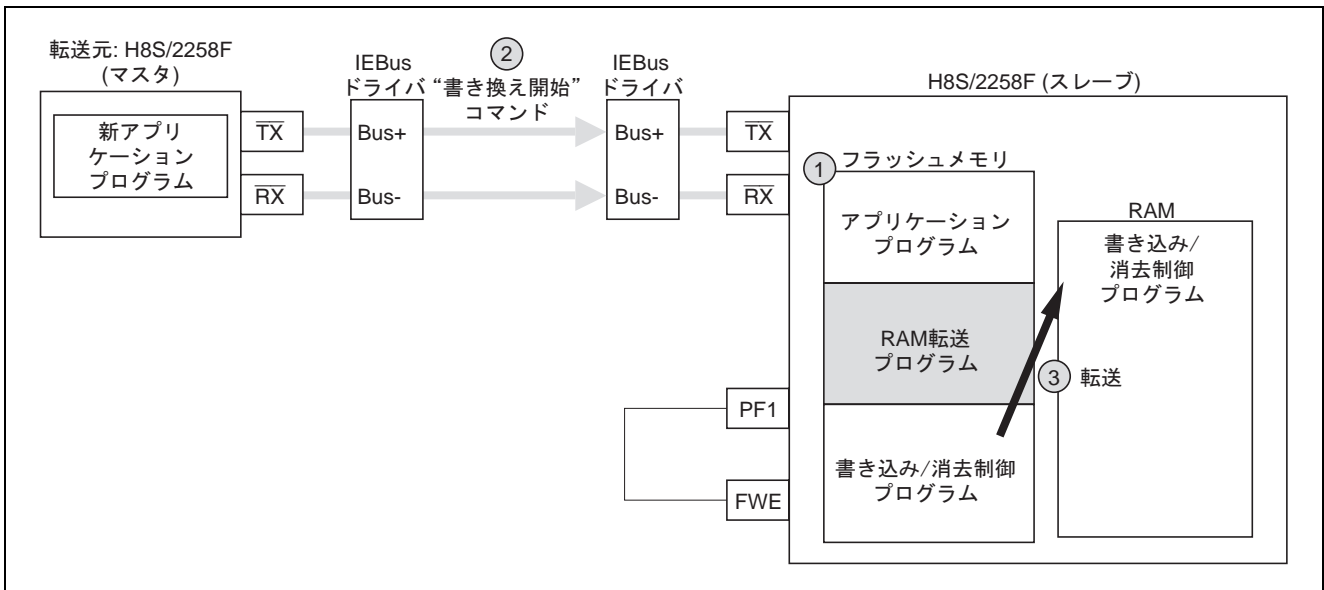 転送元: H8S/2258F
(マスタ)
新アプリ
ケーション
プログラム
TX
RX
IEBus
ドライバ
Bus+
Bus-
2
“書き換え開始”
コマンド
IEBus
ドライバ
Bus+
Bus-
H8S/2258F (スレーブ)
TX
RX
PF1
FWE
1
フラッシュメモリ
アプリケーション
プログラム
RAM転送
プログラム
書き込み/消去制御
プログラム
3
転送
RAM
書き込み/
消去制御
プログラム